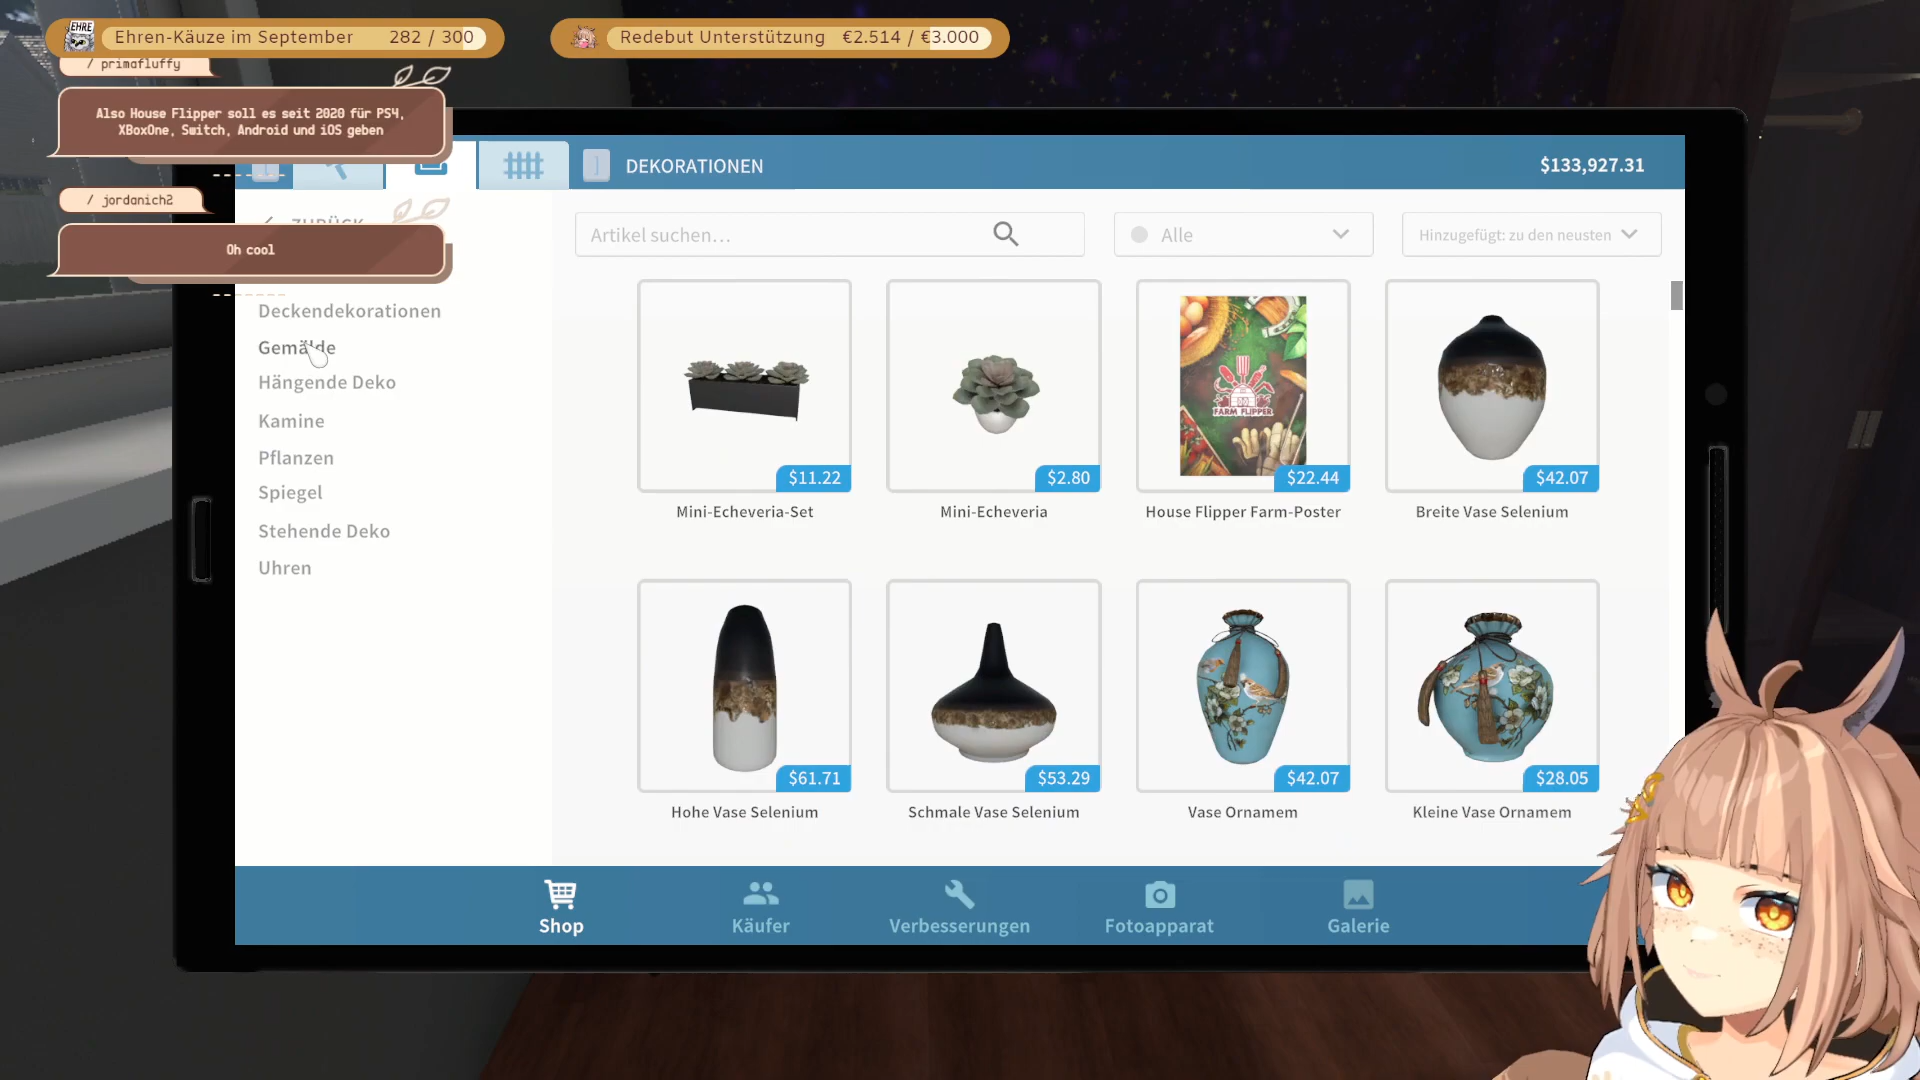 EHRE
Ehren-Käuze im September 282 / 300
Redebut Unterstützung €2.514 / €3.000
/ primafluffy
Also House Flipper soll es seit 2020 für PS4,
XBoxOne, Switch, Android und iOS geben
/ jordanich2
Oh cool
DEKORATIONEN
$133,927.31
ZURÜCK
Artikel suchen...
Alle
Hinzugefügt: zu den neusten
Deckendekorationen
Gemälde
Hängende Deko
Kamine
Pflanzen
Spiegel
Stehende Deko
Uhren
FARM FLIPPER
$11.22
$2.80
$22.44
$42.07
Mini-Echeveria-Set
Mini-Echeveria
House Flipper Farm-Poster
Breite Vase Selenium
$61.71
$53.29
$42.07
$28.05
Hohe Vase Selenium
Schmale Vase Selenium
Vase Ornamem
Kleine Vase Ornamem
Shop
Käufer
Verbesserungen
Fotoapparat
Galerie